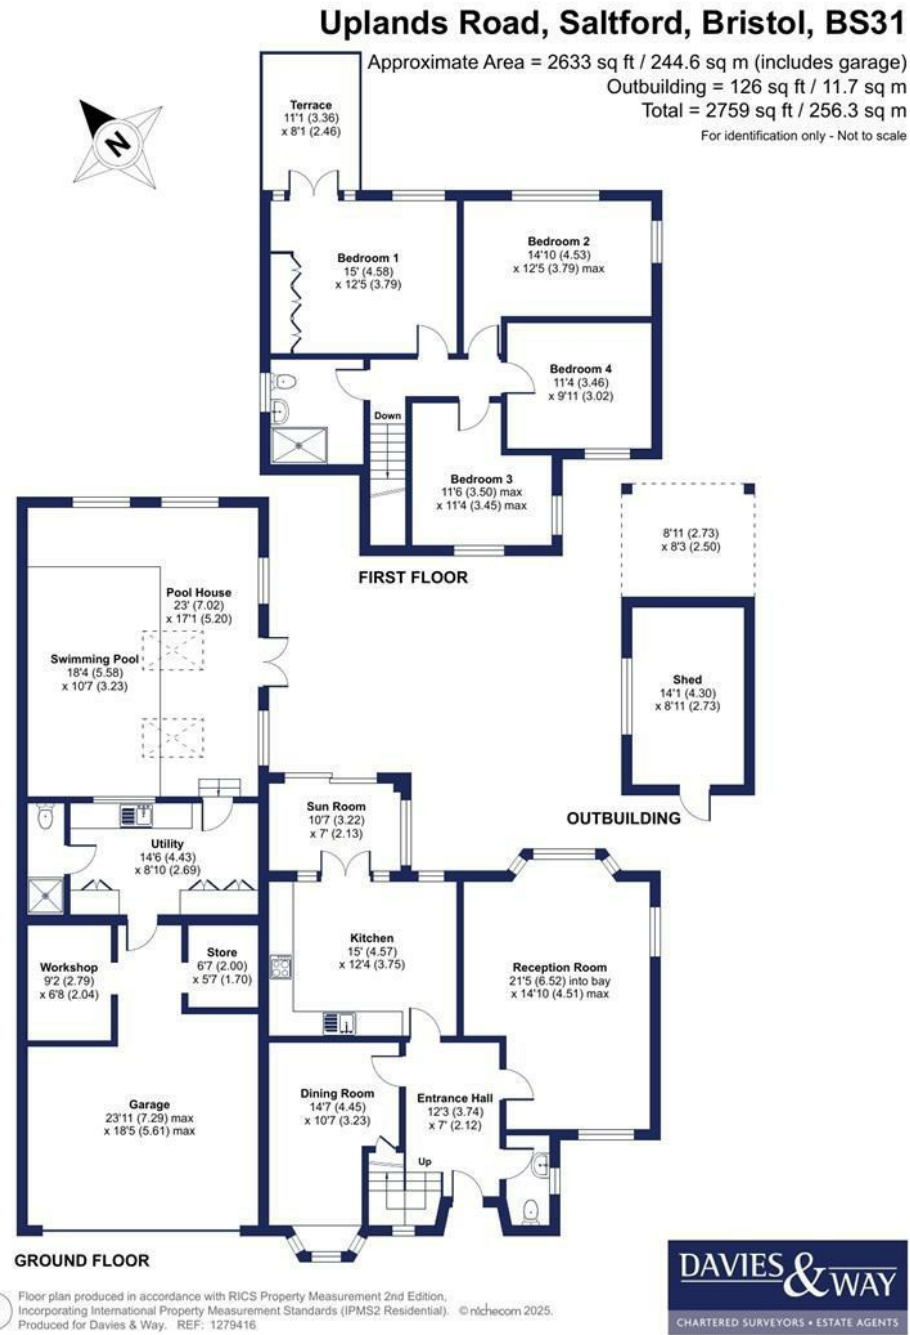 Uplands Road, Saltford, Bristol, BS31
Approximate Area = 2633 sq ft / 244.6 sq m (includes garage)
Outbuilding = 126 sq ft / 11.7 sq m
Total = 2759 sq ft / 256.3 sq m
For identification only - Not to scale
N
Terrace
11'1 (3.36)
x 8'1 (2.46)
Bedroom 1
15' (4.58)
x 12'5 (3.79)
Bedroom 2
14'10 (4.53)
x 12'5 (3.79) max
Bedroom 4
11'4 (3.46)
x 9'11 (3.02)
Down
Bedroom 3
11'6 (3.50) max
x 11'4 (3.45) max
FIRST FLOOR
8'11 (2.73)
x 8'3 (2.50)
Shed
14'1 (4.30)
x 8'11 (2.73)
OUTBUILDING
Pool House
23' (7.02)
x 17'1 (5.20)
Swimming Pool
18'4 (5.58)
x 10'7 (3.23)
Sun Room
10'7 (3.22)
x 7' (2.13)
Utility
14'6 (4.43)
x 8'10 (2.69)
Kitchen
15' (4.57)
x 12'4 (3.75)
Reception Room
21'5 (6.52) into bay
x 14'10 (4.51) max
Workshop
9'2 (2.79)
x 6'8 (2.04)
Store
6'7 (2.00)
x 5'7 (1.70)
Garage
23'11 (7.29) max
x 18'5 (5.61) max
Dining Room
14'7 (4.45)
x 10'7 (3.23)
Entrance Hall
12'3 (3.74)
x 7' (2.12)
Up
GROUND FLOOR
Floor plan produced in accordance with RICS Property Measurement 2nd Edition,
Incorporating International Property Measurement Standards (IPMS2 Residential). ©nichecom 2025.
Produced for Davies & Way. REF: 1279416
DAVIES & WAY
CHARTERED SURVEYORS • ESTATE AGENTS